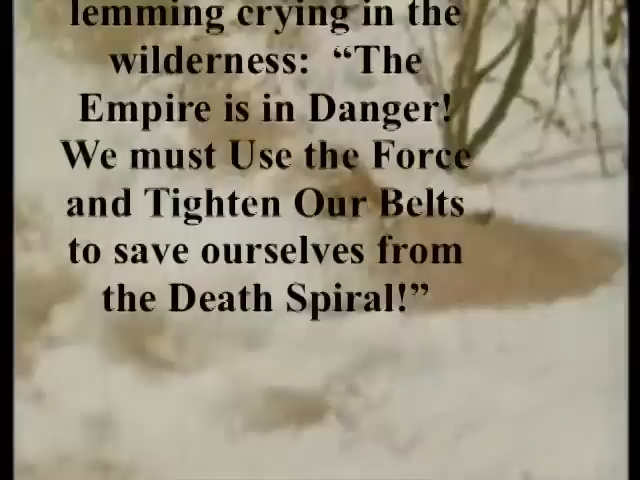 lemming crying in the
wilderness:  “The
Empire is in Danger!
We must Use the Force
and Tighten Our Belts
to save ourselves from
the Death Spiral!”